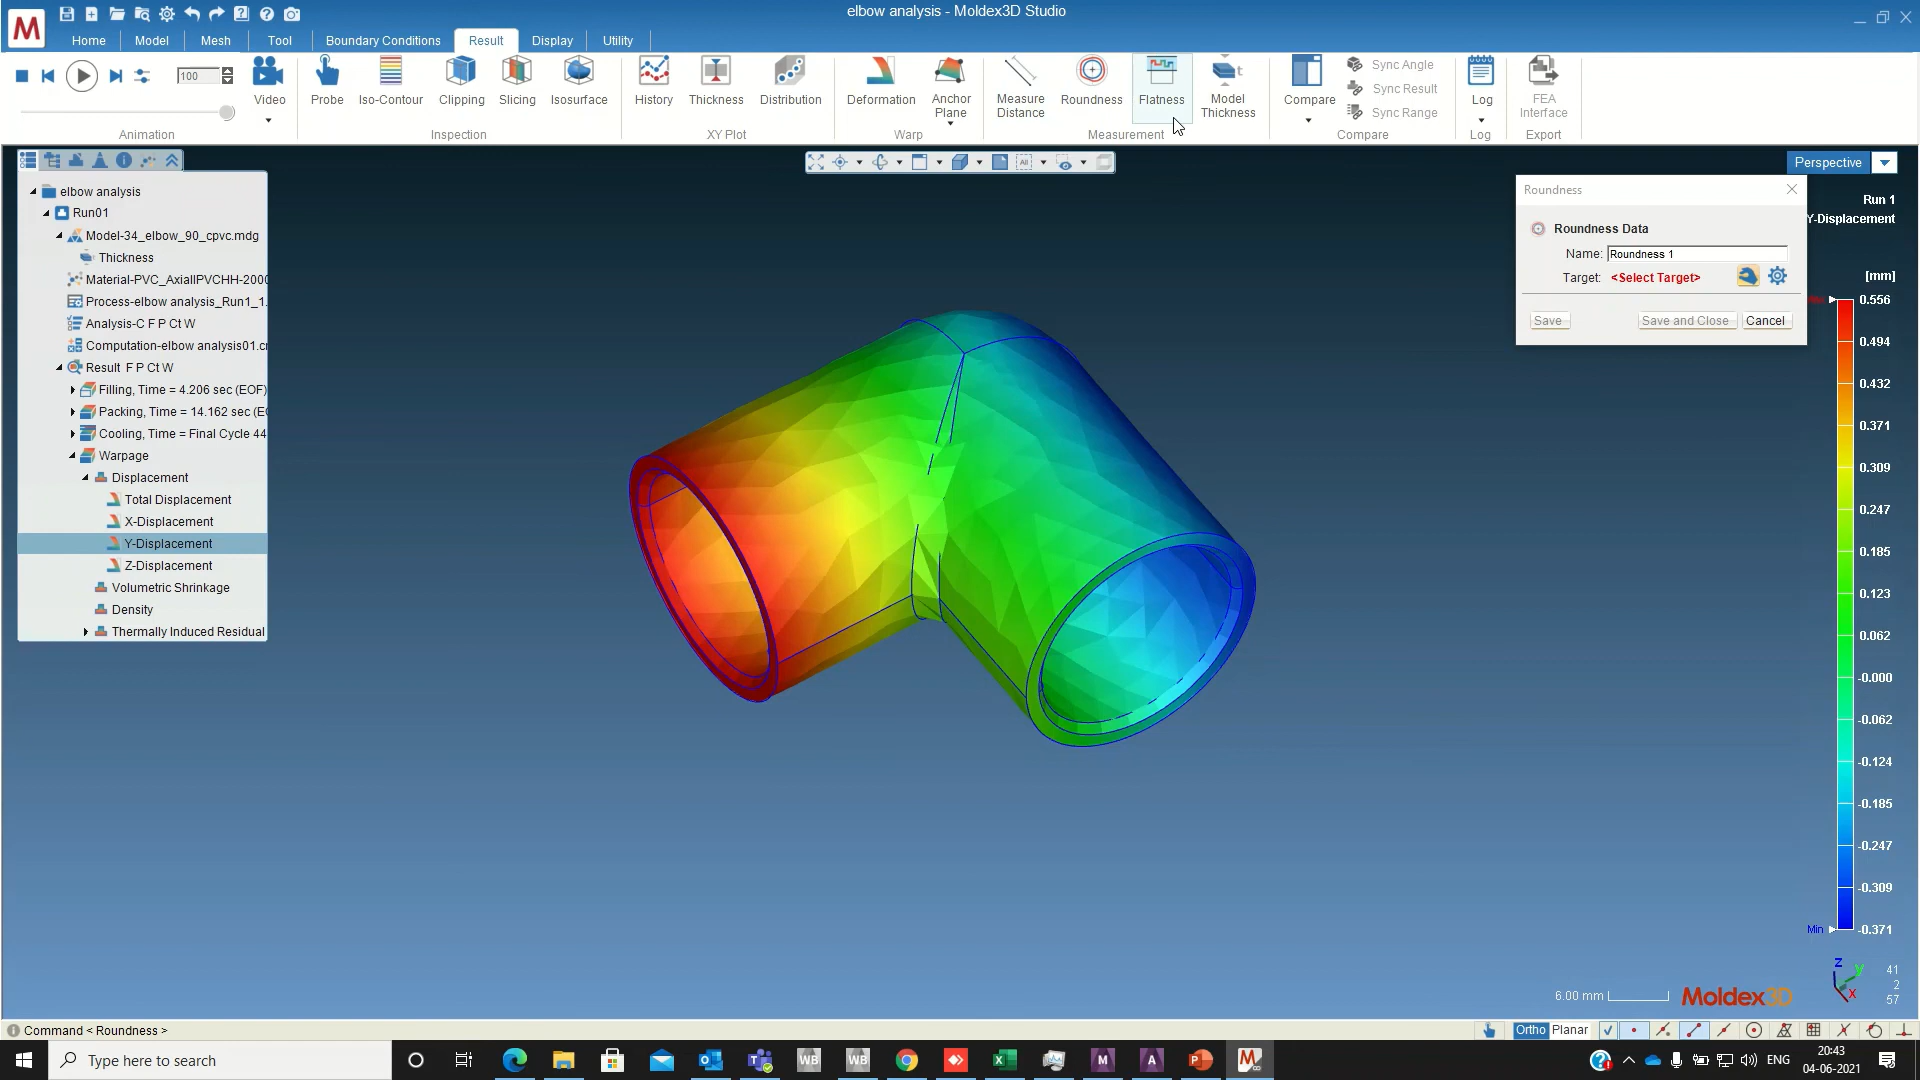 elbow analysis - Moldex3D Studio
M
Home
Model
Mesh
Tool
Boundary Conditions
Result
Display
Utility
100
Video
Animation
Probe
Iso-Contour
Clipping
Slicing
Isosurface
Inspection
History
Thickness
Distribution
XY Plot
Deformation
Anchor
Plane
Warp
Measure
Distance
Roundness
Flatness
Model
Thickness
Measurement
Compare
Sync Angle
Sync Result
Sync Range
Compare
Log
Log
FEA
Interface
Export
elbow analysis
Run01
Model-34_elbow_90_cpvc.mdg
Thickness
Material-PVC_AxiallPVCHH-2000
Process-elbow analysis_Run1_1.
Analysis-C F P Ct W
Computation-elbow analysis01.cr
Result F P Ct W
Filling, Time = 4.206 sec (EOF)
Packing, Time = 14.162 sec (EO
Cooling, Time = Final Cycle 44
Warpage
Displacement
Total Displacement
X-Displacement
Y-Displacement
Z-Displacement
Volumetric Shrinkage
Density
Thermally Induced Residual
Perspective
Roundness
Roundness Data
Name: Roundness 1
Target: <Select Target>
Save
Save and Close
Cancel
Run 1
Y-Displacement
[mm]
0.556
0.494
0.432
0.371
0.309
0.247
0.185
0.123
0.062
-0.000
-0.062
-0.124
-0.185
-0.247
-0.309
Min
-0.371
6.00 mm
Moldex3D
Z
Y
X
41
2
57
Command < Roundness >
Ortho
Planar
Type here to search
WB
WB
M
A
ENG
20:43
04-06-2021